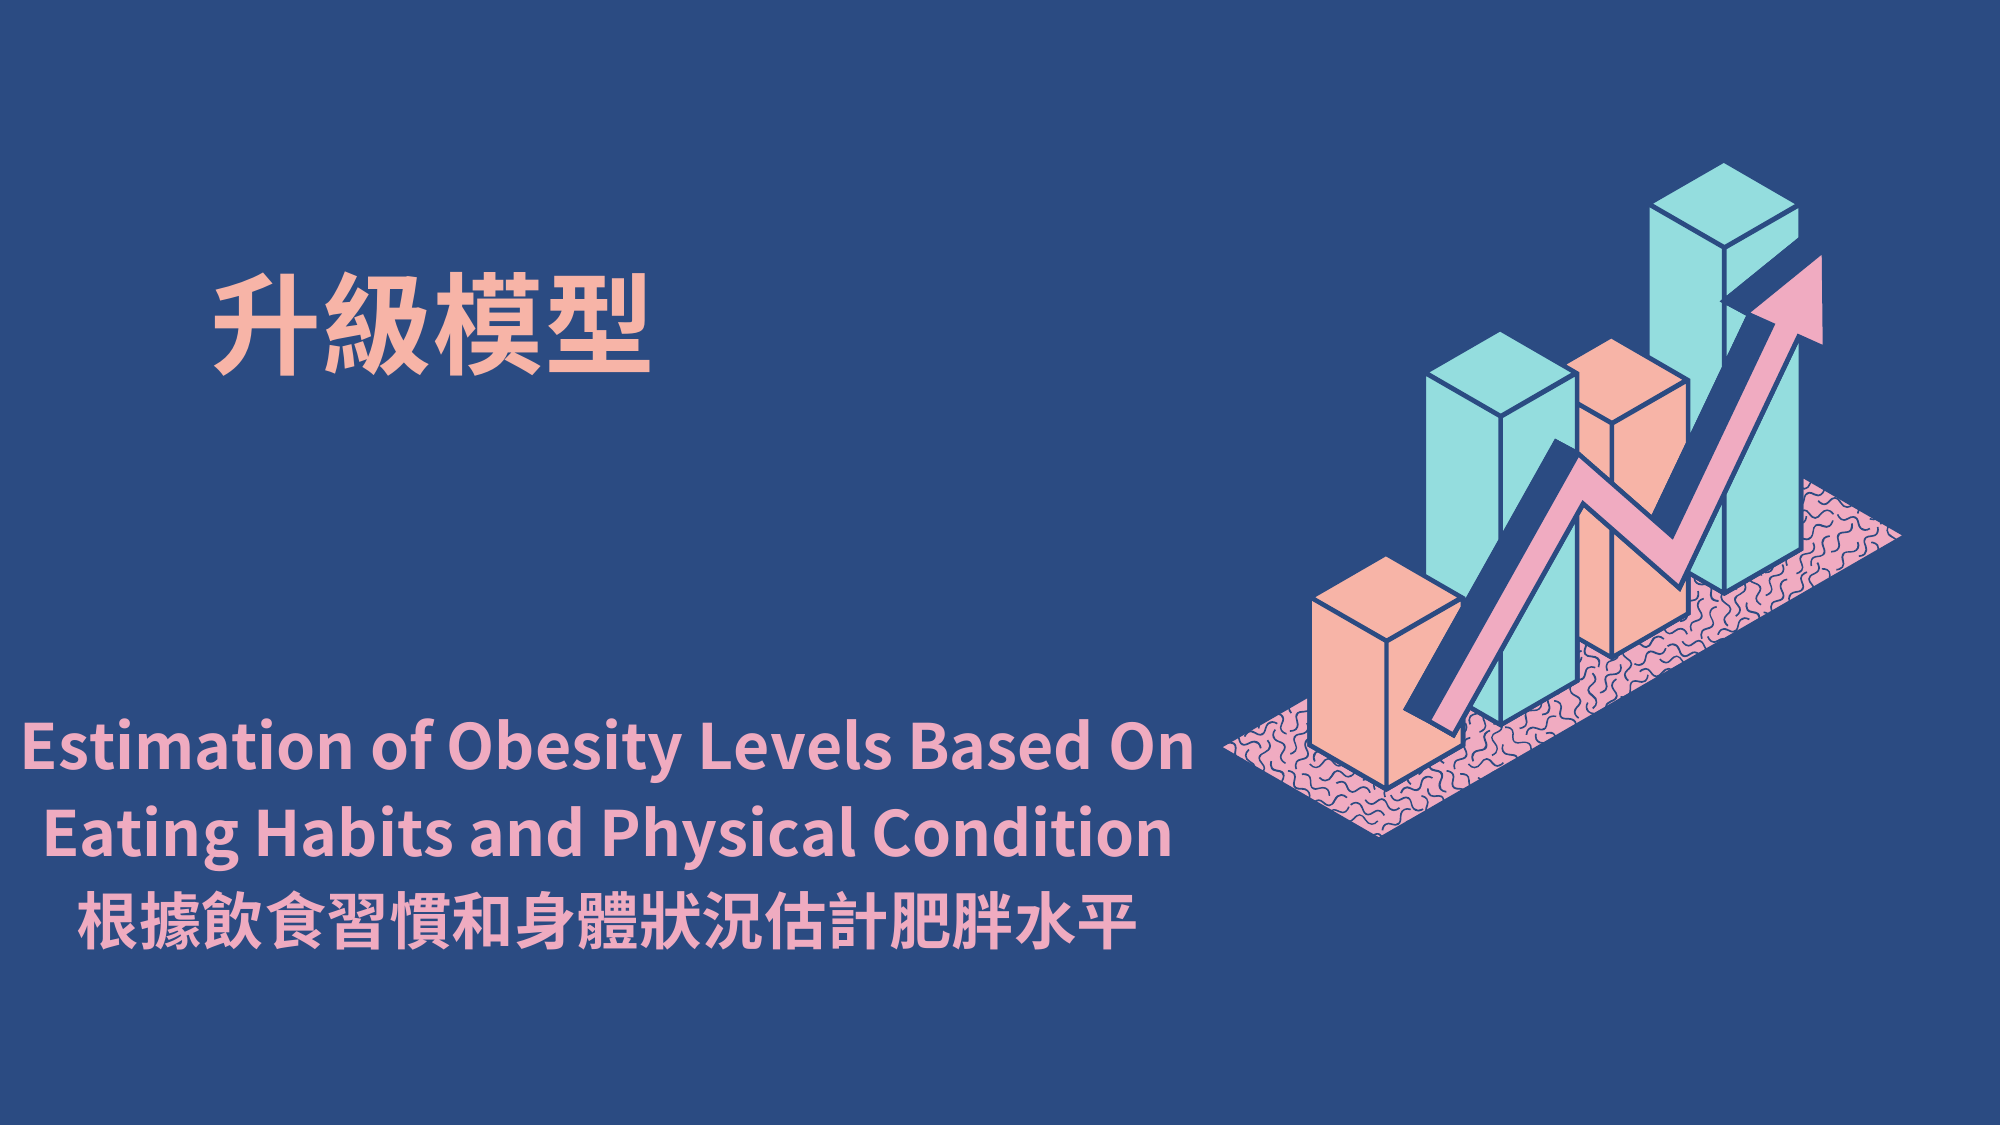 升級模型
Estimation of Obesity Levels Based On
Eating Habits and Physical Condition
根據飲食習慣和身體狀況估計肥胖水平